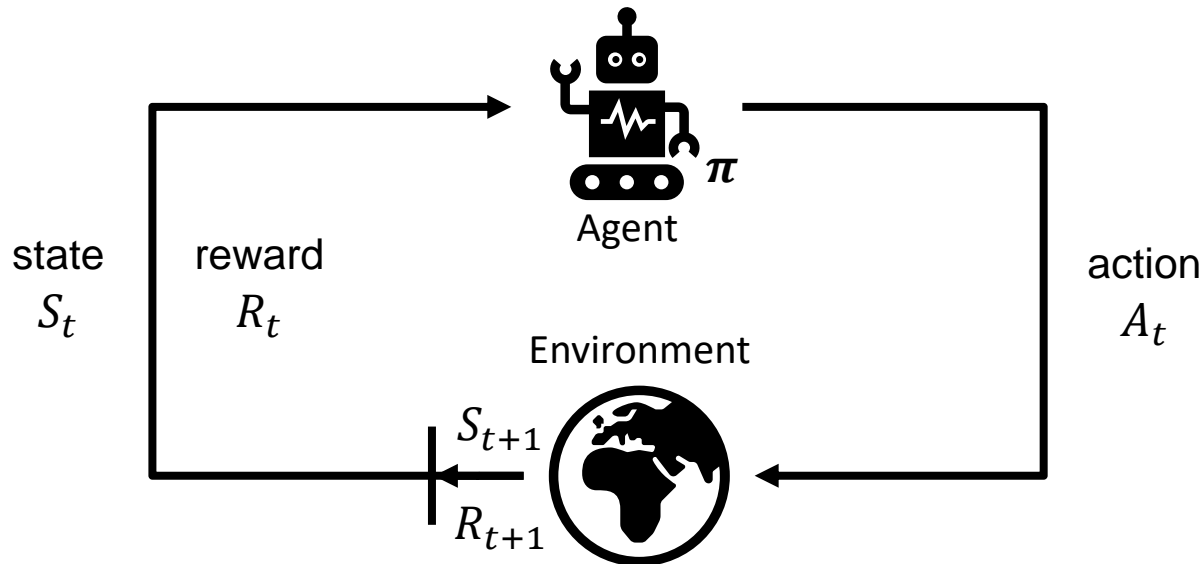 π
Agent
state
S_t
reward
R_t
action
A_t
Environment
S_{t+1}
R_{t+1}